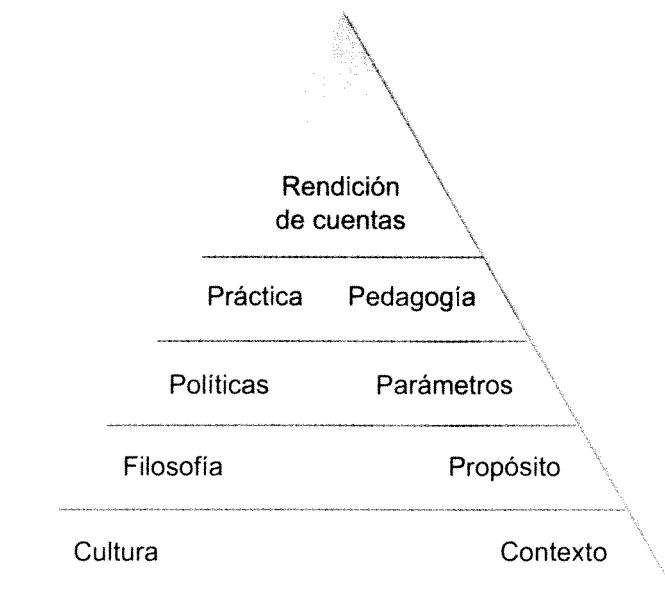 Rendición
de cuentas
Práctica Pedagogía
Políticas Parámetros
Filosofía Propósito
Cultura Contexto